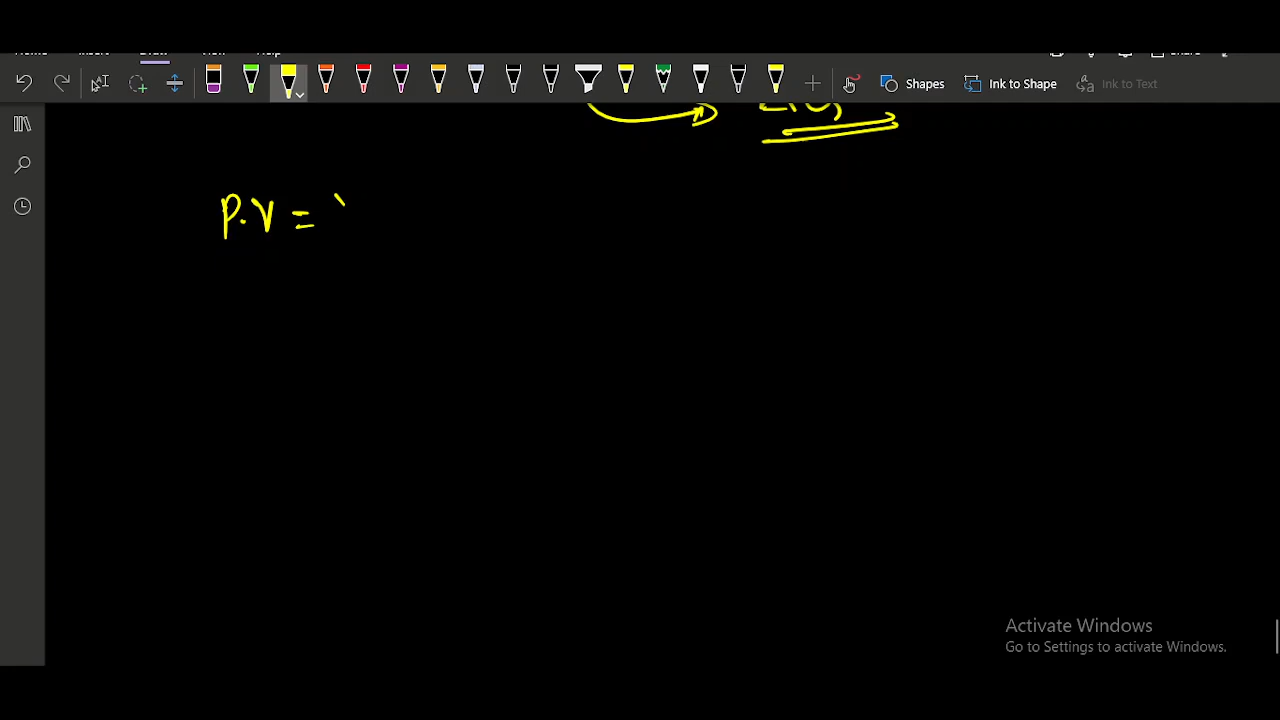 Shapes Ink to Shape Ink to Text
P.V =
Activate Windows
Go to Settings to activate Windows.